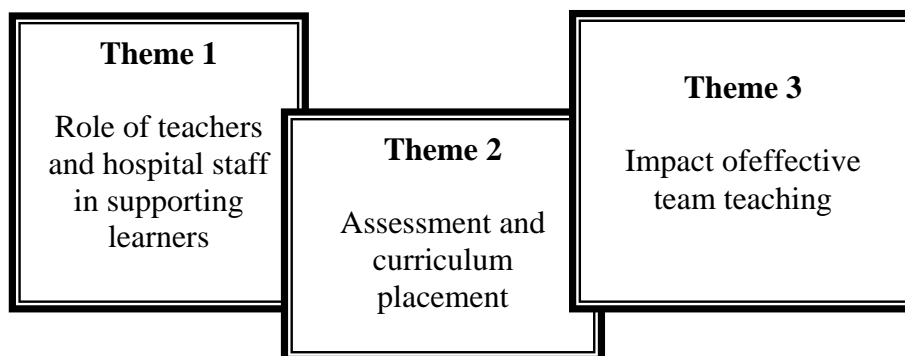 Theme 1
Role of teachers
and hospital staff
in supporting
learners
Theme 2
Assessment and
curriculum
placement
Theme 3
Impact ofeffective
team teaching